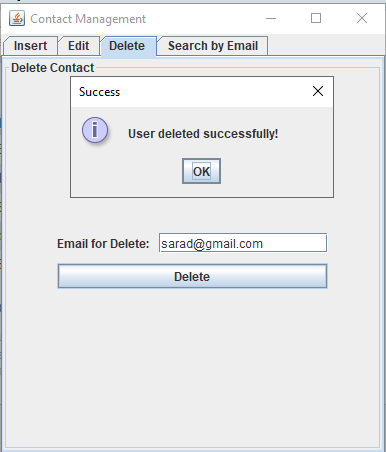 Contact Management
Insert Edit Delete Search by Email
Delete Contact
Success
User deleted successfully!
OK
Email for Delete: sarad@gmail.com
Delete